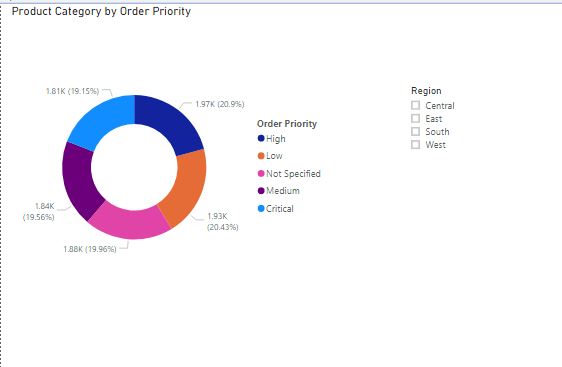 Product Category by Order Priority
1.81K (19.15%)
1.97K (20.9%)
1.84K
(19.56%)
1.93K
(20.43%)
1.88K (19.96%)
Order Priority
High
Low
Not Specified
Medium
Critical
Region
Central
East
South
West